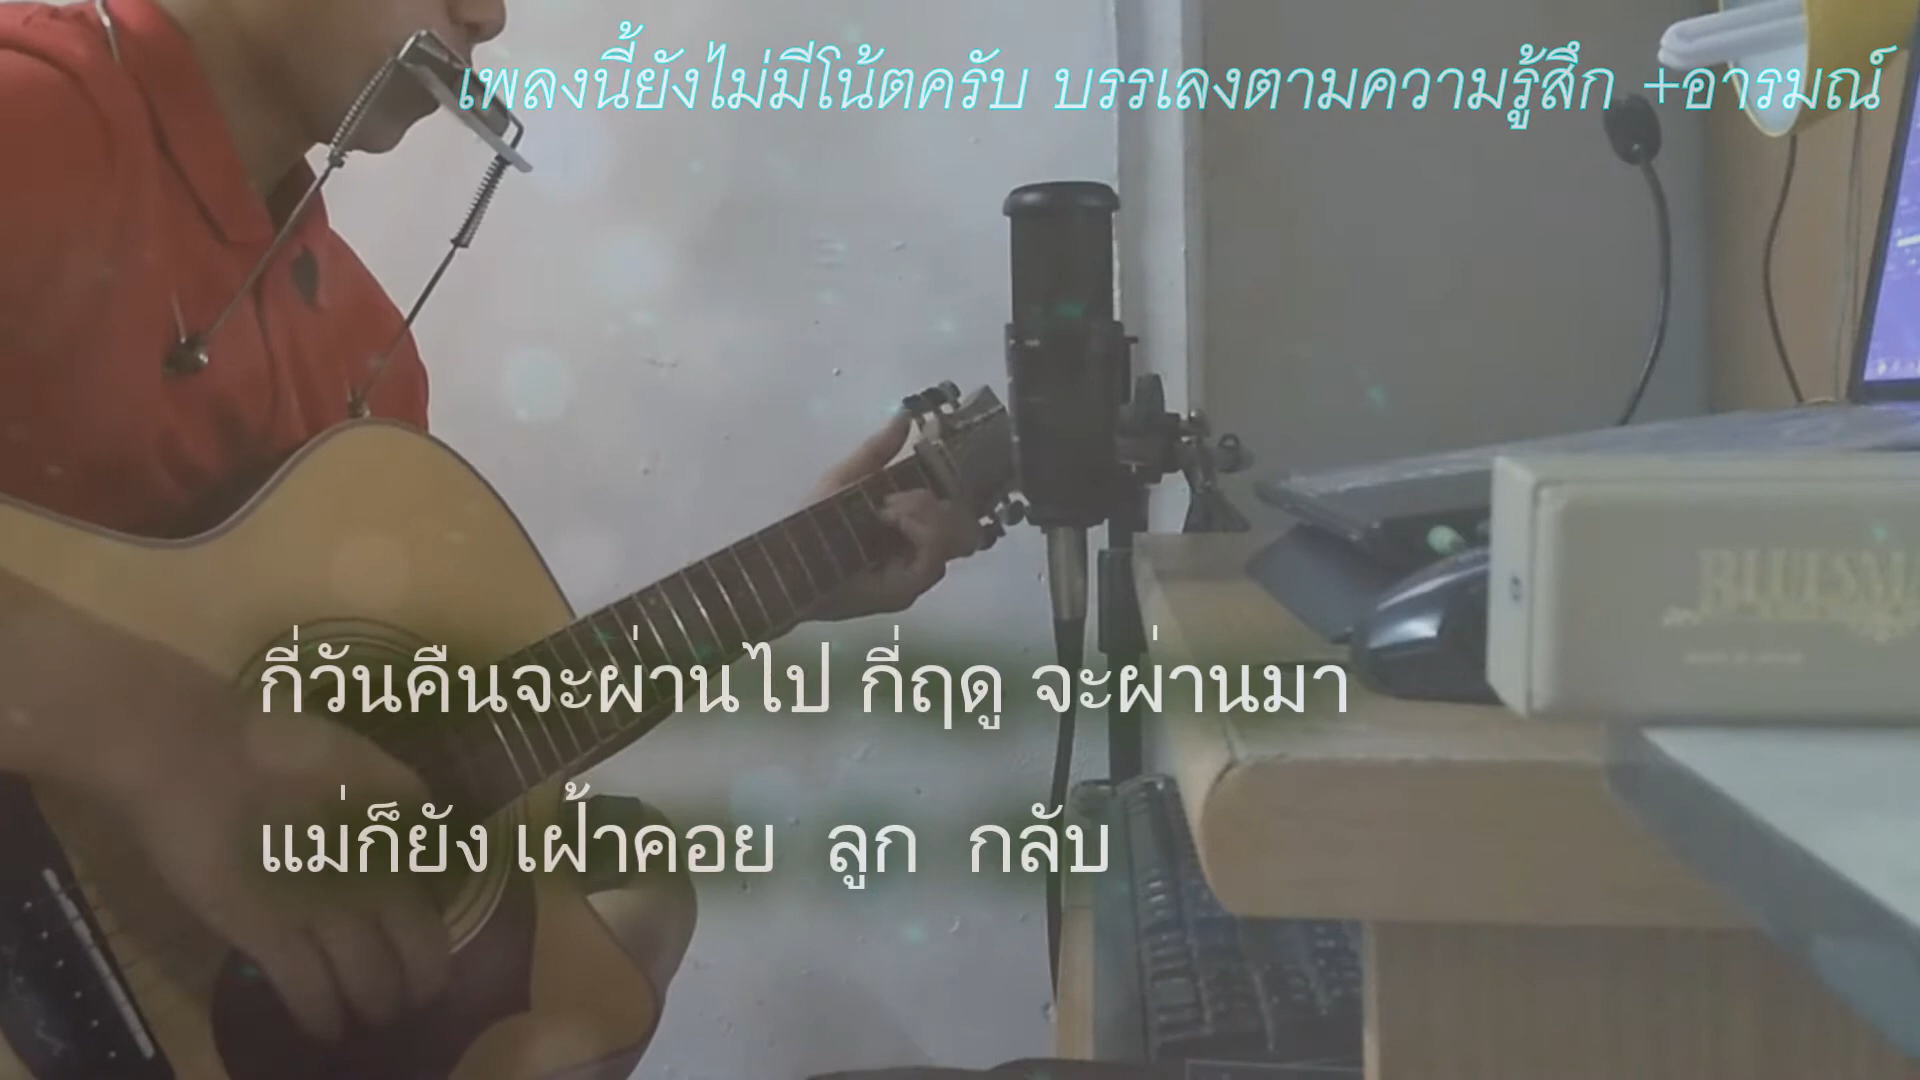 เพลงนี้ยังไม่มีโน้ตครับ บรรเลงตามความรู้สึก +อารมณ์
BLUESMA
กี่วันคืนจะผ่านไป กี่ฤดู จะผ่านมา
แม่ก็ยัง เฝ้าคอย ลูก กลับ